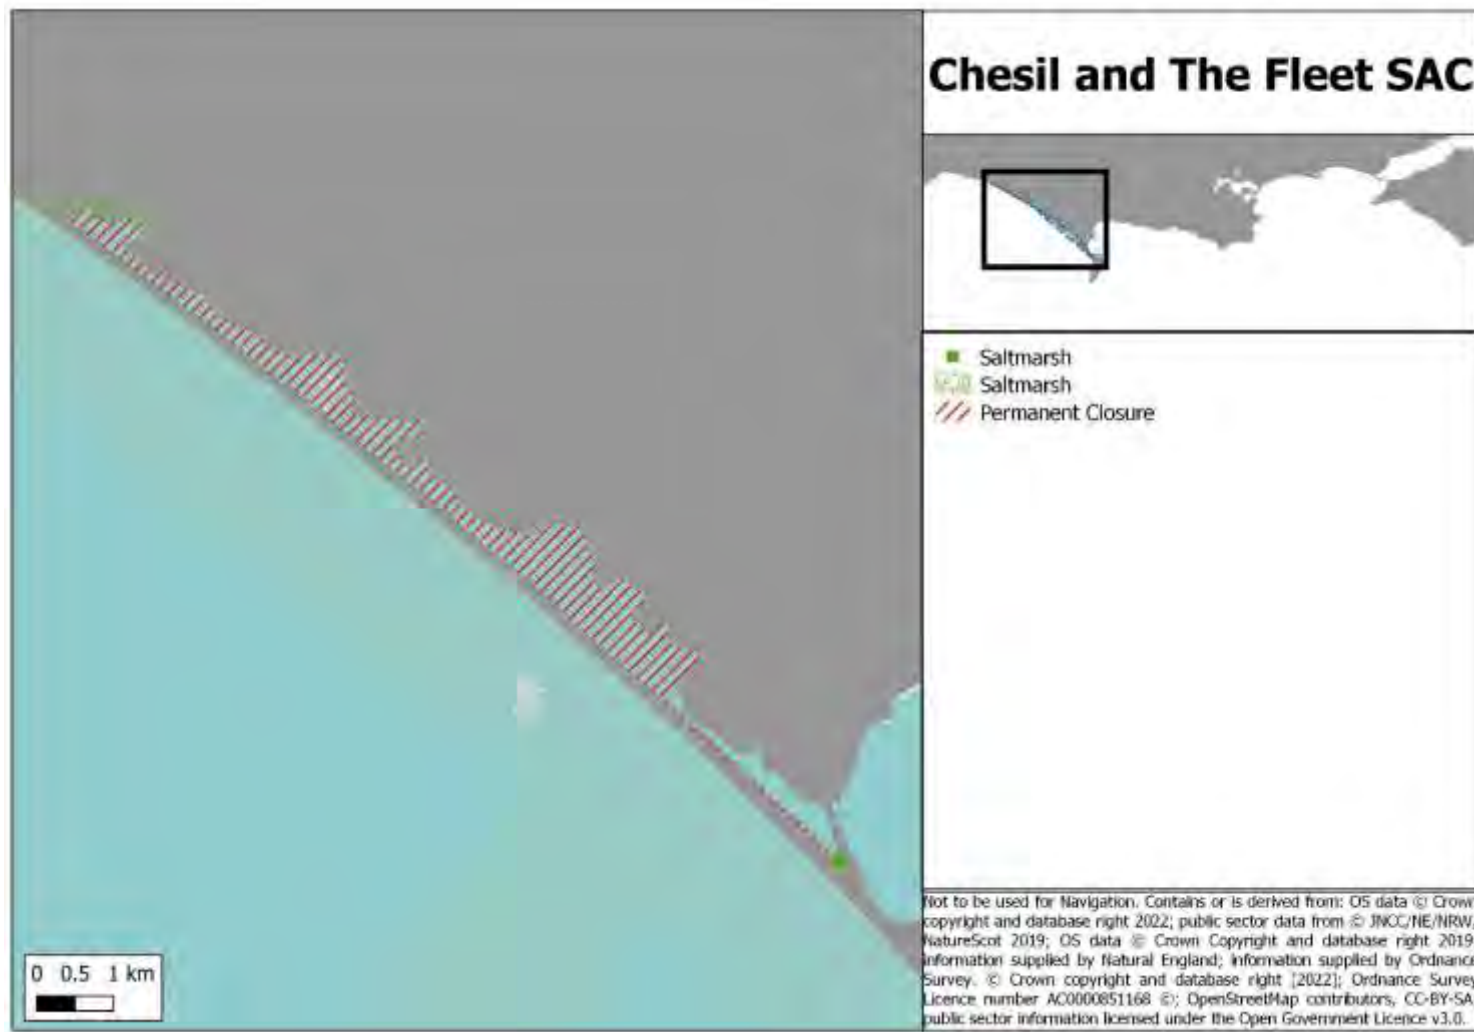 Chesil and The Fleet SAC
Saltmarsh
Saltmarsh
Permanent Closure
Not to be used for Navigation. Contains or is derived from: OS data © Crown
copyright and database right 2022; public sector data from © JNCC/NE/NRW/
NatureScot 2019; OS data © Crown Copyright and database right 2019;
information supplied by Natural England; information supplied by Ordnance
Survey. © Crown copyright and database right [2022]; Ordnance Survey
Licence number AC0000851168 ©; OpenStreetMap contributors, CC-BY-SA,
public sector information licensed under the Open Government Licence v3.0.
0 0.5 1 km